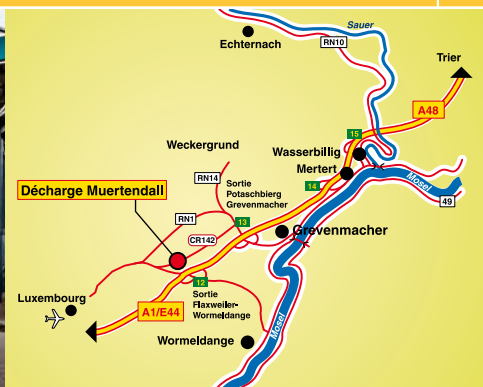 Sauer
RN10
Echternach
Trier
A48
15
Weckergrund
Wasserbillig
Mertert
RN14
14
Mosel
Décharge Muertendall
Sortie
Potaschbierg
Grevenmacher
49
RN1
13
CR142
Grevenmacher
12
Luxembourg
Sortie
Flaxweiler-
Wormeldange
A1/E44
Mosel
Wormeldange